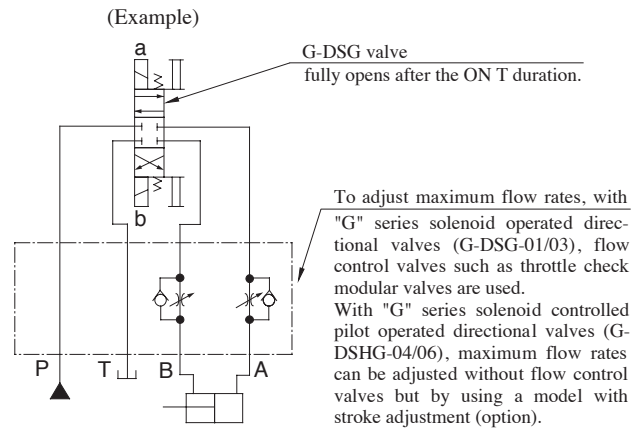 (Example)
a
G-DSG valve
fully opens after the ON T duration.
b
To adjust maximum flow rates, with
"G" series solenoid operated direc-
tional valves (G-DSG-01/03), flow
control valves such as throttle check
modular valves are used.
With "G" series solenoid controlled
pilot operated directional valves (G-
DSHG-04/06), maximum flow rates
can be adjusted without flow control
valves but by using a model with
stroke adjustment (option).
P T B A